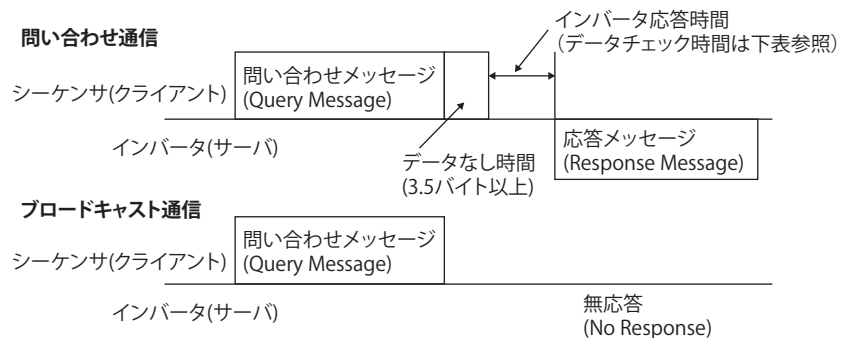 問い合わせ通信
インバータ応答時間
(データチェック時間は下表参照)
シーケンサ(クライアント)
問い合わせメッセージ
(Query Message)
インバータ(サーバ)
データなし時間
(3.5バイト以上)
応答メッセージ
(Response Message)
ブロードキャスト通信
シーケンサ(クライアント)
問い合わせメッセージ
(Query Message)
インバータ(サーバ)
無応答
(No Response)